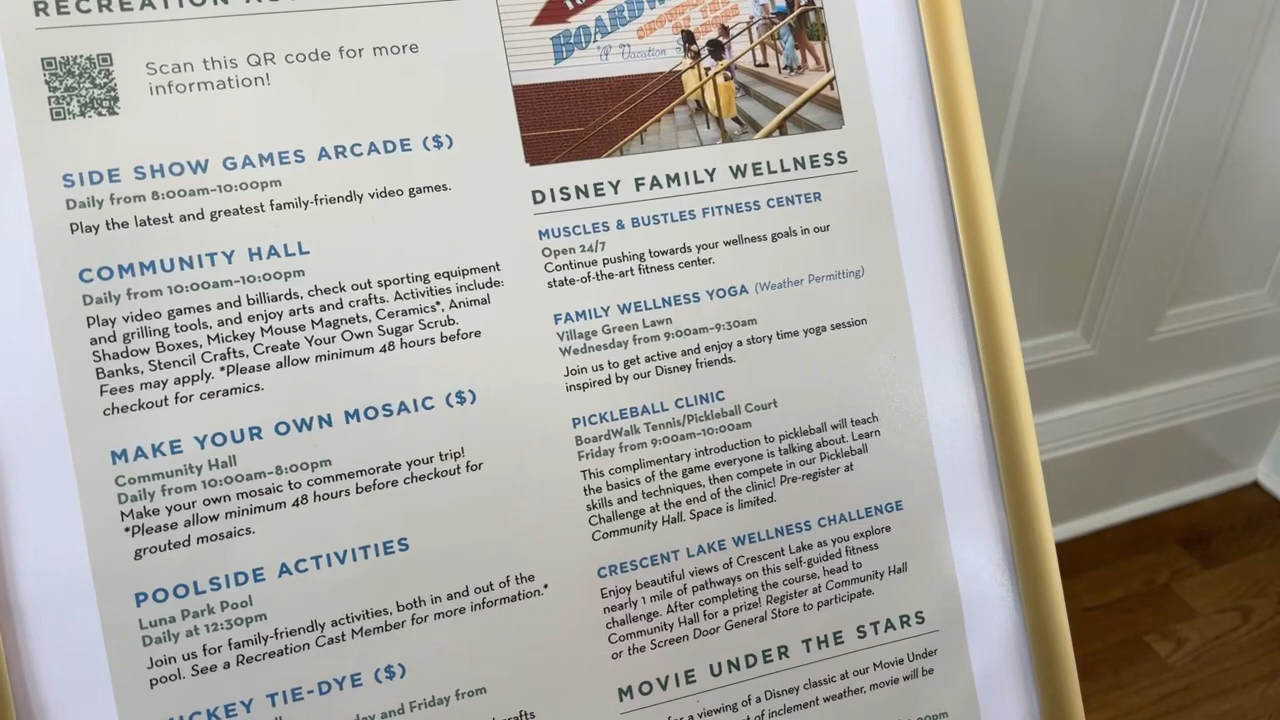 RECREATION
Scan this QR code for more
information!
SIDE SHOW GAMES ARCADE ($)
Daily from 8:00am-10:00pm
Play the latest and greatest family-friendly video games.
COMMUNITY HALL
Daily from 10:00am-10:00pm
Play video games and billiards, check out sporting equipment
and grilling tools, and enjoy arts and crafts. Activities include:
Shadow Boxes, Mickey Mouse Magnets, Ceramics*, Animal
Banks, Stencil Crafts, Create Your Own Sugar Scrub.
Fees may apply. *Please allow minimum 48 hours before
checkout for ceramics.
MAKE YOUR OWN MOSAIC ($)
Community Hall
Daily from 10:00am-8:00pm
Make your own mosaic to commemorate your trip!
*Please allow minimum 48 hours before checkout for
grouted mosaics.
POOLSIDE ACTIVITIES
Luna Park Pool
Daily at 12:30pm
Join us for family-friendly activities, both in and out of the
pool. See a Recreation Cast Member for more information.*
TIE-DYE ($)
and Friday from
BOARDW
"A Vacation
DISNEY FAMILY WELLNESS
MUSCLES & BUSTLES FITNESS CENTER
Open 24/7
Continue pushing towards your wellness goals in our
state-of-the-art fitness center.
FAMILY WELLNESS YOGA (Weather Permitting)
Village Green Lawn
Wednesday from 9:00am-9:30am
Join us to get active and enjoy a story time yoga session
inspired by our Disney friends.
PICKLEBALL CLINIC
BoardWalk Tennis/Pickleball Court
Friday from 9:00am-10:00am
This complimentary introduction to pickleball will teach
the basics of the game everyone is talking about. Learn
skills and techniques, then compete in our Pickleball
Challenge at the end of the clinic! Pre-register at
Community Hall. Space is limited.
CRESCENT LAKE WELLNESS CHALLENGE
Enjoy beautiful views of Crescent Lake as you explore
nearly 1 mile of pathways on this self-guided fitness
challenge. After completing the course, head to
Community Hall for a prize! Register at Community Hall
or the Screen Door General Store to participate.
MOVIE UNDER THE STARS
for a viewing of a Disney classic at our Movie Under
of inclement weather, movie will be